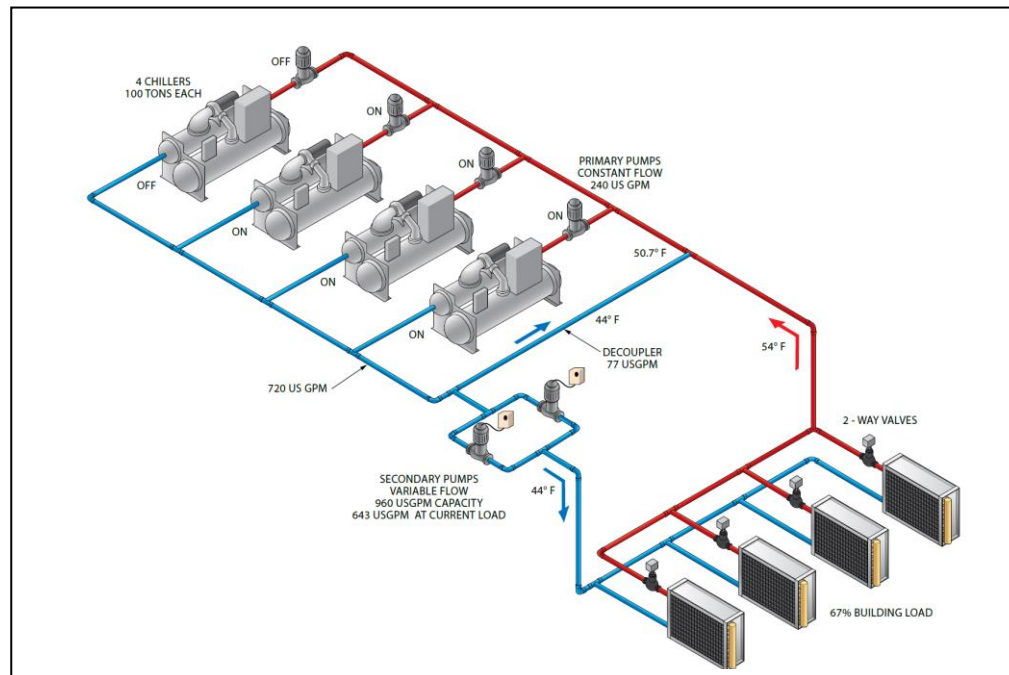 OFF
4 CHILLERS
100 TONS EACH
ON
ON
PRIMARY PUMPS
CONSTANT FLOW
240 US GPM
OFF
ON
ON
50.7° F
ON
44° F
ON
DECOUPLER
77 USGPM
54° F
720 US GPM
2 - WAY VALVES
SECONDARY PUMPS
VARIABLE FLOW
960 USGPM CAPACITY
643 USGPM AT CURRENT LOAD
44° F
67% BUILDING LOAD